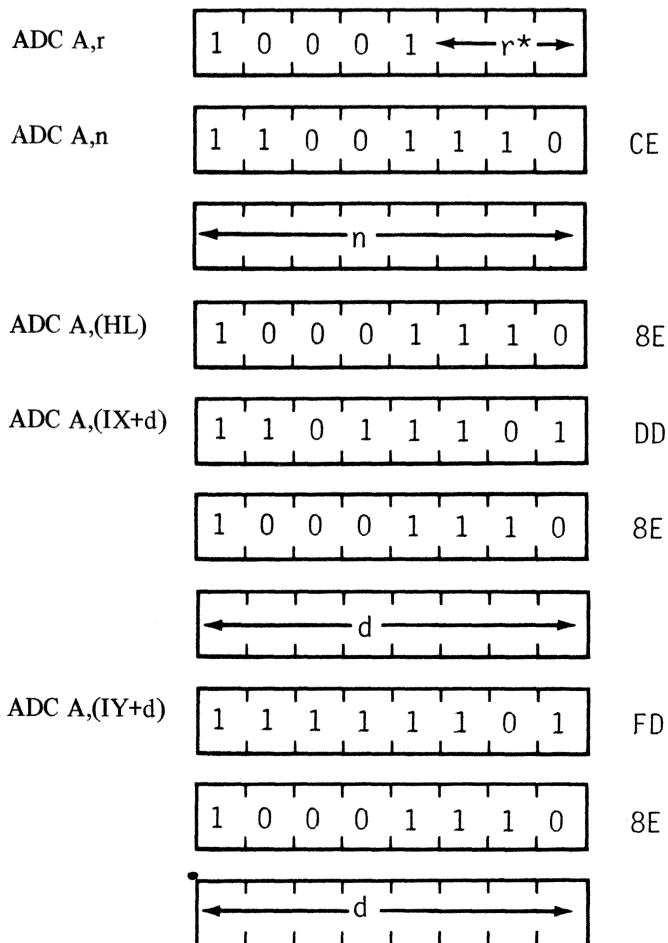 ADC A,r 1 0 0 0 1 r*
ADC A,n 1 1 0 0 1 1 1 0 CE
n
ADC A,(HL) 1 0 0 0 1 1 1 0 8E
ADC A,(IX+d) 1 1 0 1 1 1 0 1 DD
1 0 0 0 1 1 1 0 8E
d
ADC A,(IY+d) 1 1 1 1 1 1 0 1 FD
1 0 0 0 1 1 1 0 8E
d